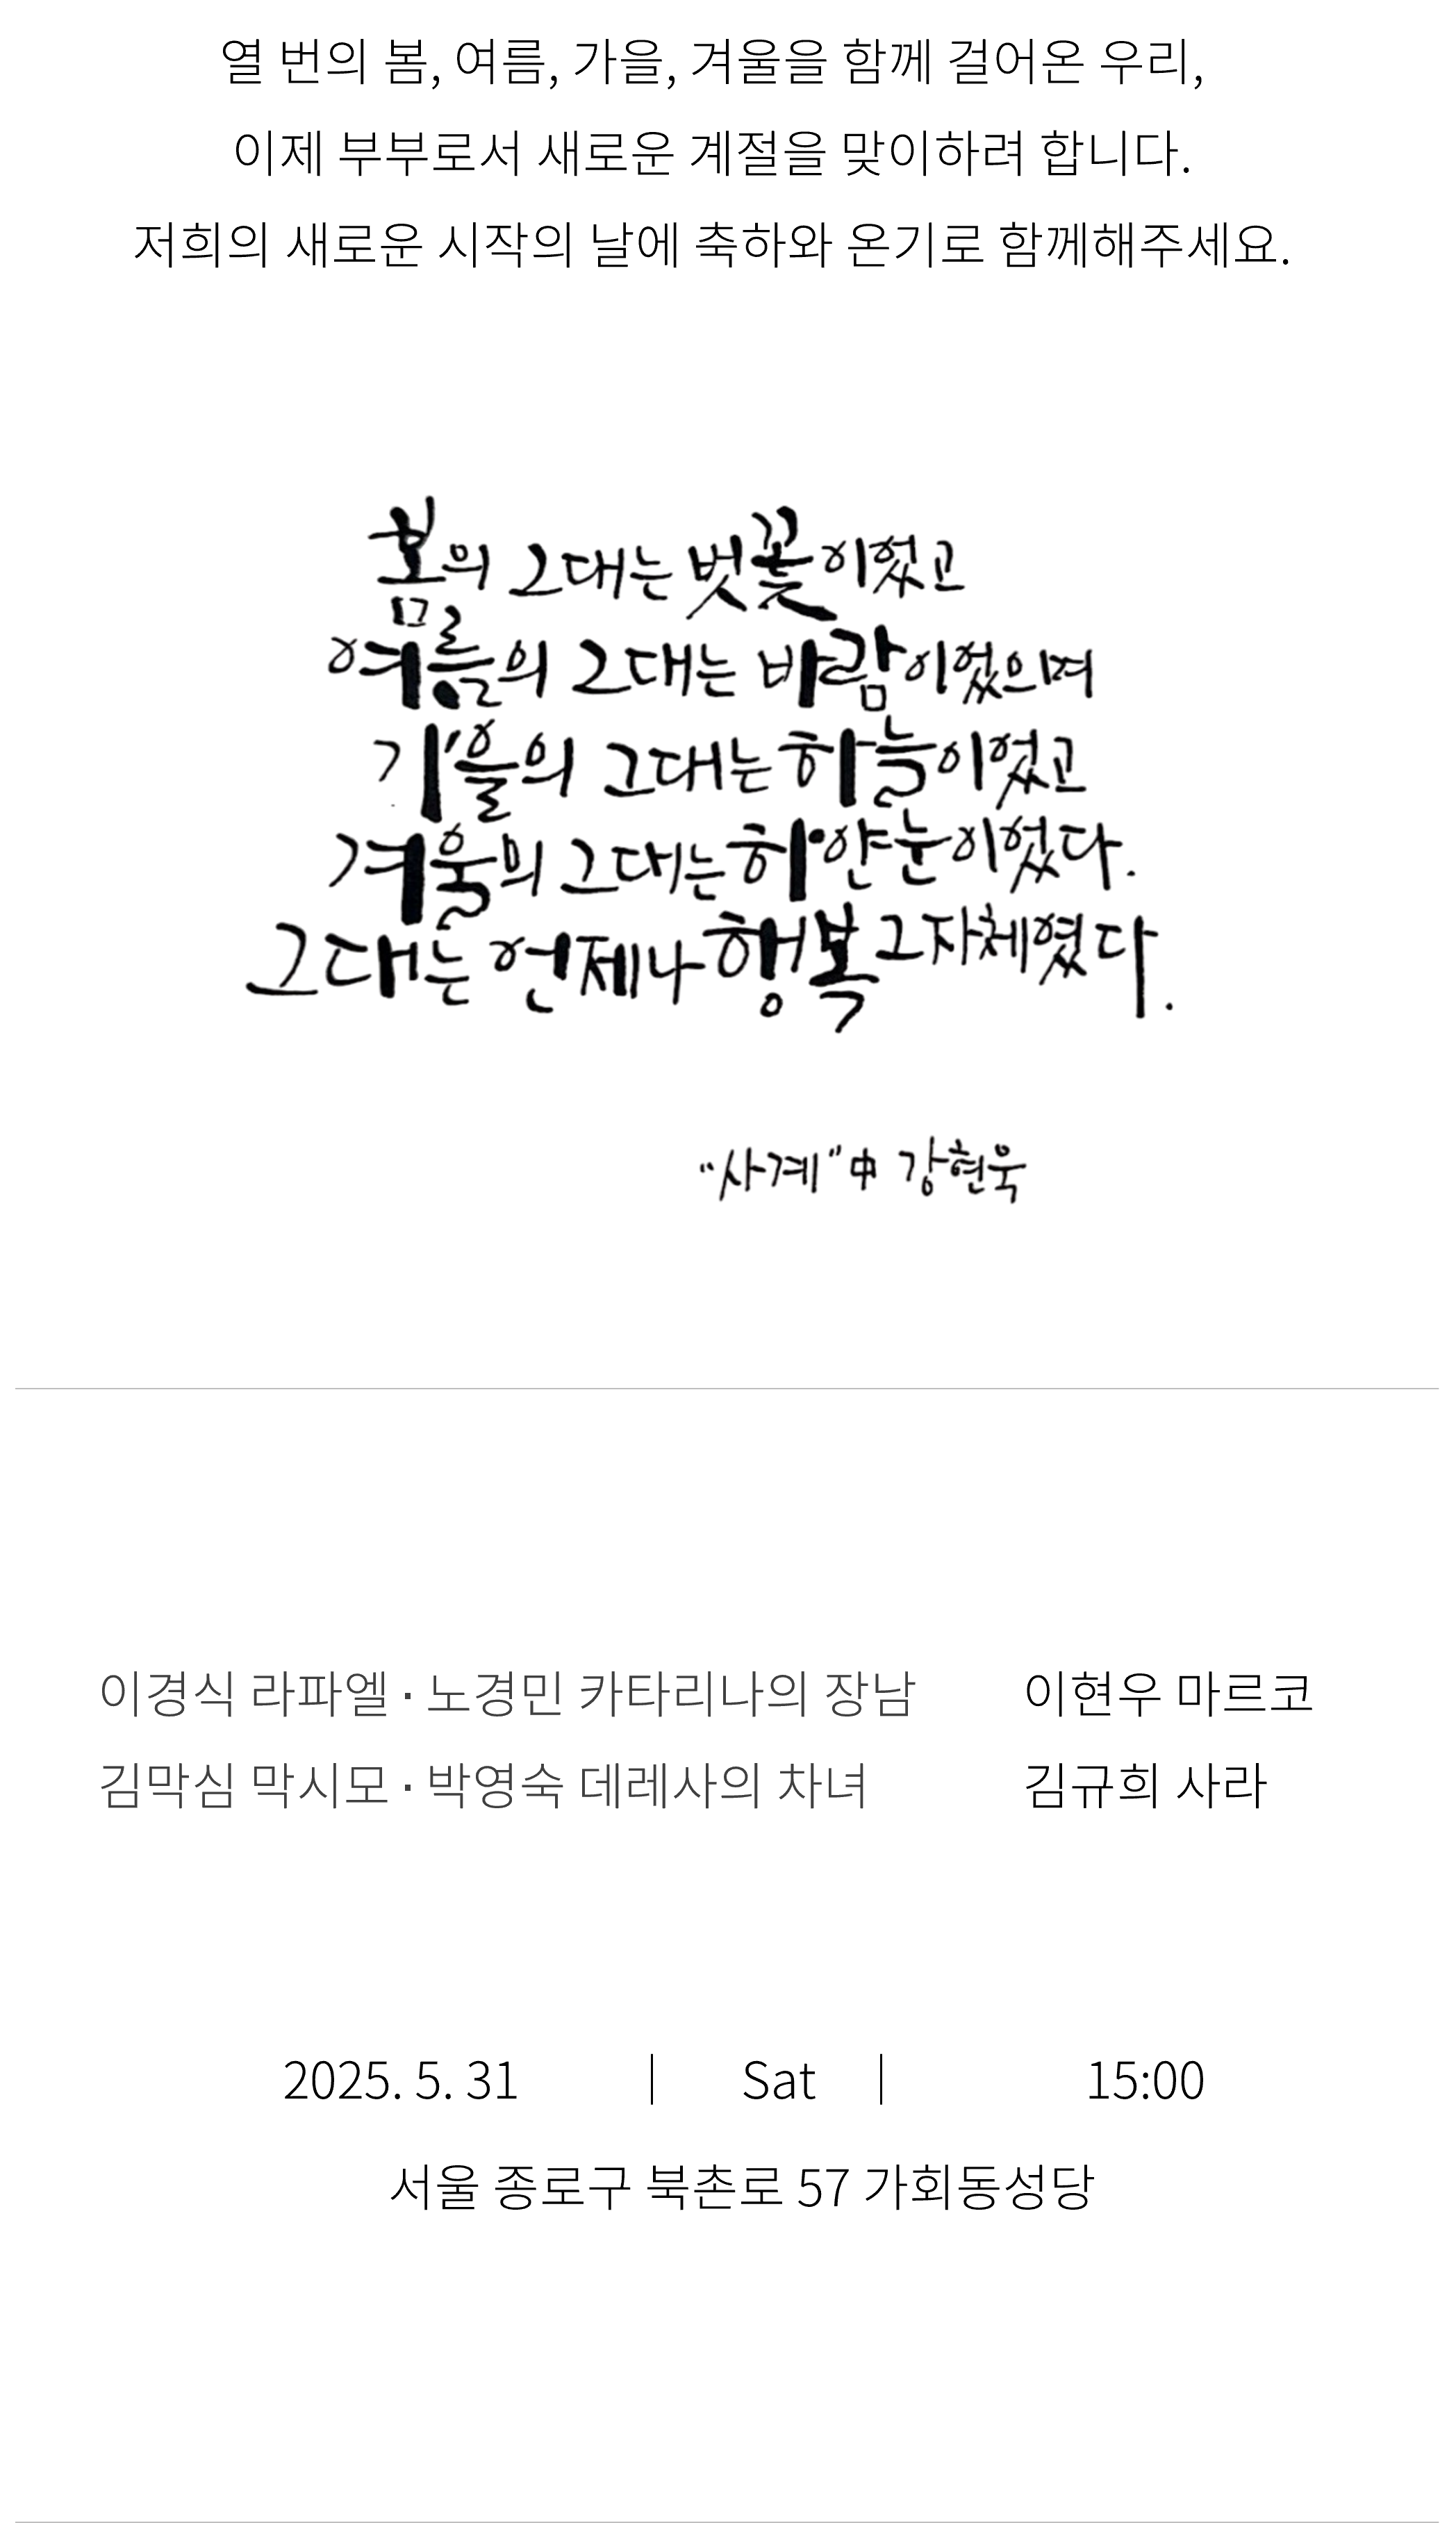 열 번의 봄, 여름, 가을, 겨울을 함께 걸어온 우리,
이제 부부로서 새로운 계절을 맞이하려 합니다.
저희의 새로운 시작의 날에 축하와 온기로 함께해주세요.
봄의 그대는 벚꽃이었고
여름의 그대는 바람이었으며
가을의 그대는 하늘이었고
겨울의 그대는 하얀눈이었다.
그대는 언제나 행복 그자체였다.
"사계" 中 강현욱
이경식 라파엘 · 노경민 카타리나의 장남 이현우 마르코
김막심 막시모 · 박영숙 데레사의 차녀 김규희 사라
2025. 5. 31 | Sat | 15:00
서울 종로구 북촌로 57 가회동성당